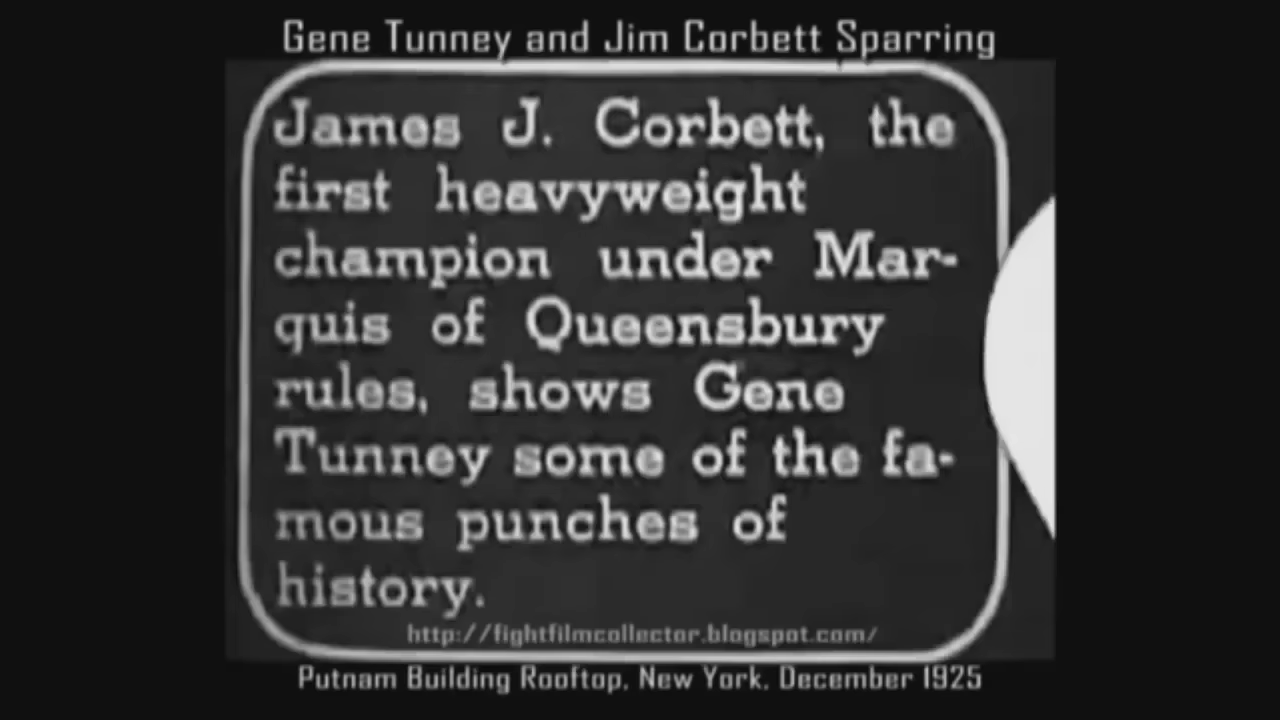 Gene Tunney and Jim Corbett Sparring
James J. Corbett, the
first heavyweight
champion under Mar-
quis of Queensbury
rules, shows Gene
Tunney some of the fa-
mous punches of
history.
http://fightfilmcollector.blogspot.com/
Putnam Building Rooftop, New York, December 1925